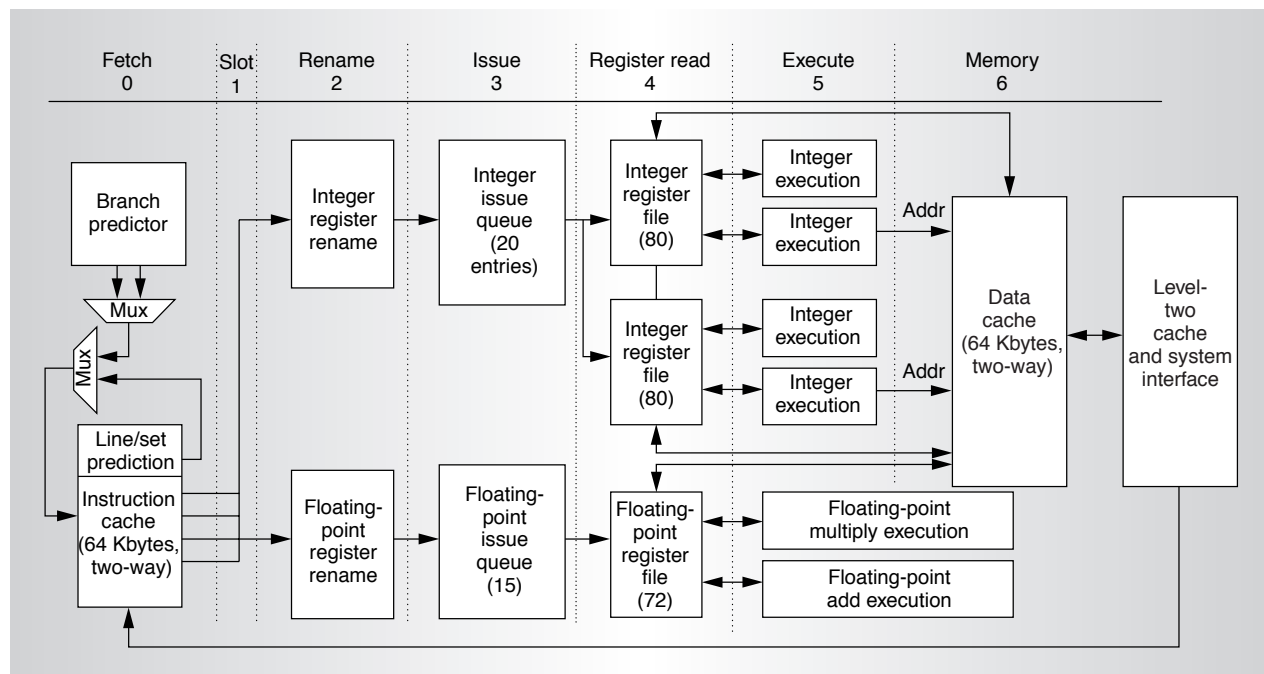 Fetch
0
Slot
1
Rename
2
Issue
3
Register read
4
Execute
5
Memory
6
Branch
predictor
Mux
Mux
Line/set
prediction
Instruction
cache
(64 Kbytes,
two-way)
Integer
register
rename
Floating-
point
register
rename
Integer
issue
queue
(20
entries)
Floating-
point
issue
queue
(15)
Integer
register
file
(80)
Integer
register
file
(80)
Floating-
point
register
file
(72)
Integer
execution
Integer
execution
Integer
execution
Integer
execution
Floating-point
multiply execution
Floating-point
add execution
Addr
Addr
Data
cache
(64 Kbytes,
two-way)
Level-
two
cache
and system
interface